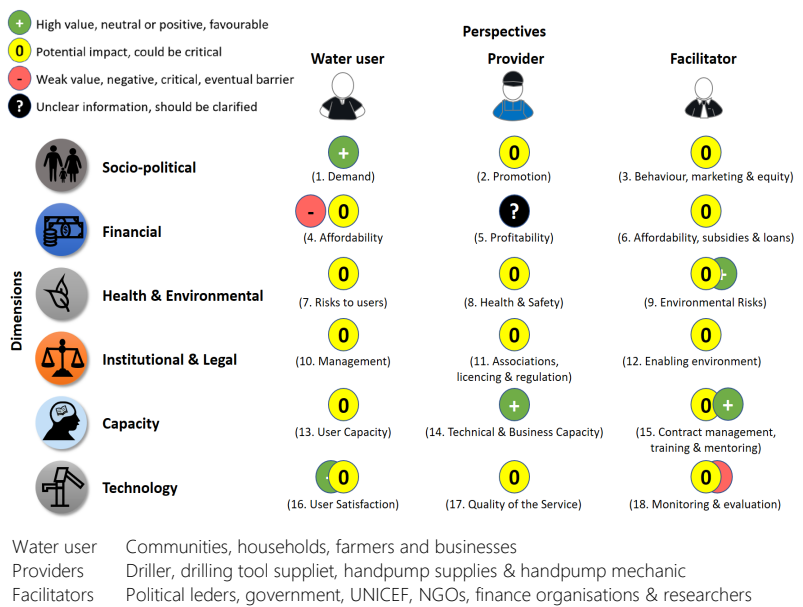 + High value, neutral or positive, favourable
0 Potential impact, could be critical
- Weak value, negative, critical, eventual barrier
? Unclear information, should be clarified
Perspectives
Water user Provider Facilitator
Dimensions
Socio-political
+ 0 0
(1. Demand) (2. Promotion) (3. Behaviour, marketing & equity)
Financial
- 0 ? 0
(4. Affordability (5. Profitability) (6. Affordability, subsidies & loans)
Health & Environmental
0 0 0 +
(7. Risks to users) (8. Health & Safety) (9. Environmental Risks)
Institutional & Legal
0 0 0
(10. Management) (11. Associations, (12. Enabling environment)
licencing & regulation)
Capacity
0 + 0 +
(13. User Capacity) (14. Technical & Business Capacity) (15. Contract management,
training & mentoring)
Technology
0 0 0
(16. User Satisfaction) (17. Quality of the Service) (18. Monitoring & evaluation)
Water user Communities, households, farmers and businesses
Providers Driller, drilling tool suppliet, handpump supplies & handpump mechanic
Facilitators Political leders, government, UNICEF, NGOs, finance organisations & researchers